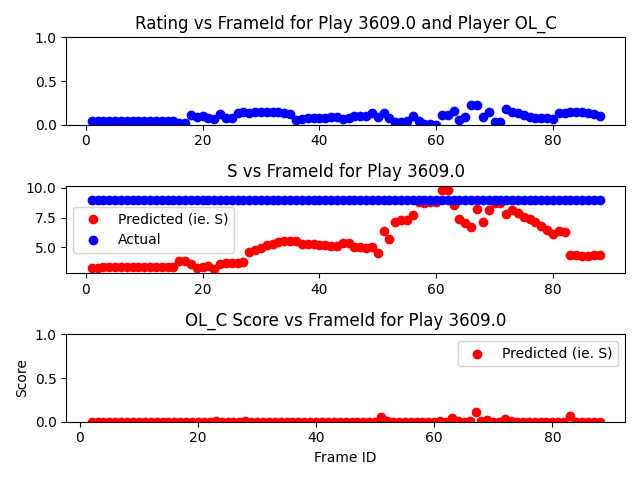 Rating vs FrameId for Play 3609.0 and Player OL_C
1.0
0.5
0.0
0 20 40 60 80
S vs FrameId for Play 3609.0
10.0
7.5
5.0
Predicted (ie. S)
Actual
0 20 40 60 80
OL_C Score vs FrameId for Play 3609.0
Score
1.0
0.5
0.0
Predicted (ie. S)
0 20 40 60 80
Frame ID